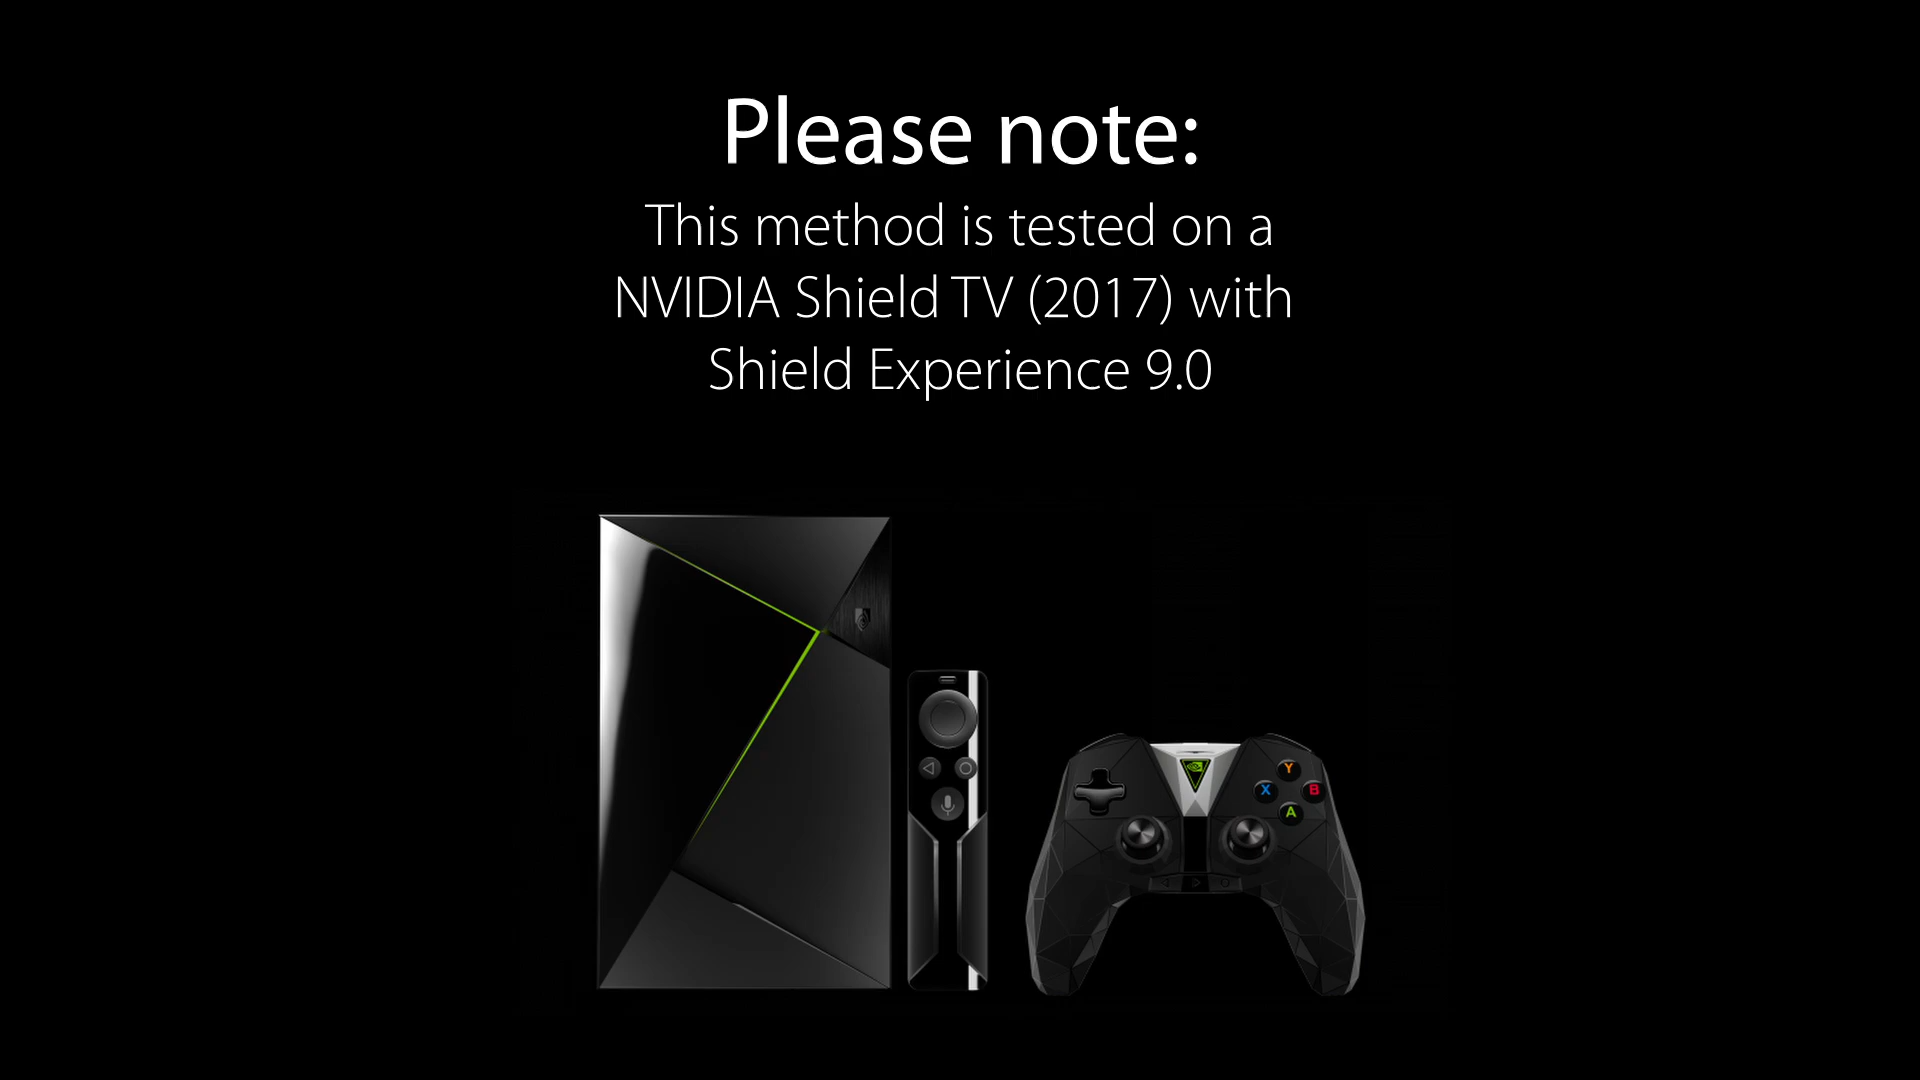 Please note:
This method is tested on a
NVIDIA Shield TV (2017) with
Shield Experience 9.0
Y
X
B
A